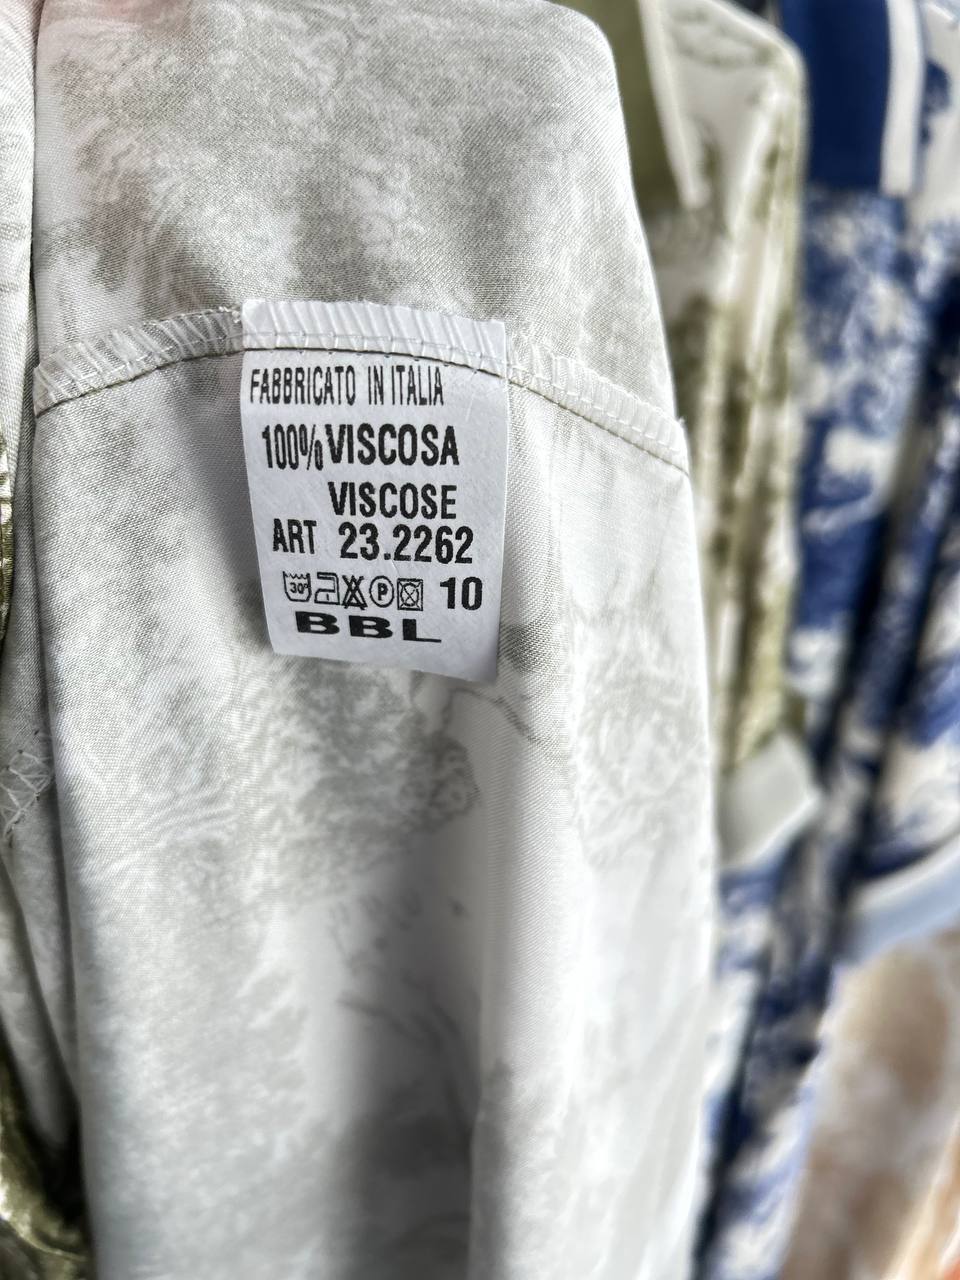 FABBRICATO IN ITALIA
100% VISCOSA
VISCOSE
ART 23.2262
30° P 10
BBL